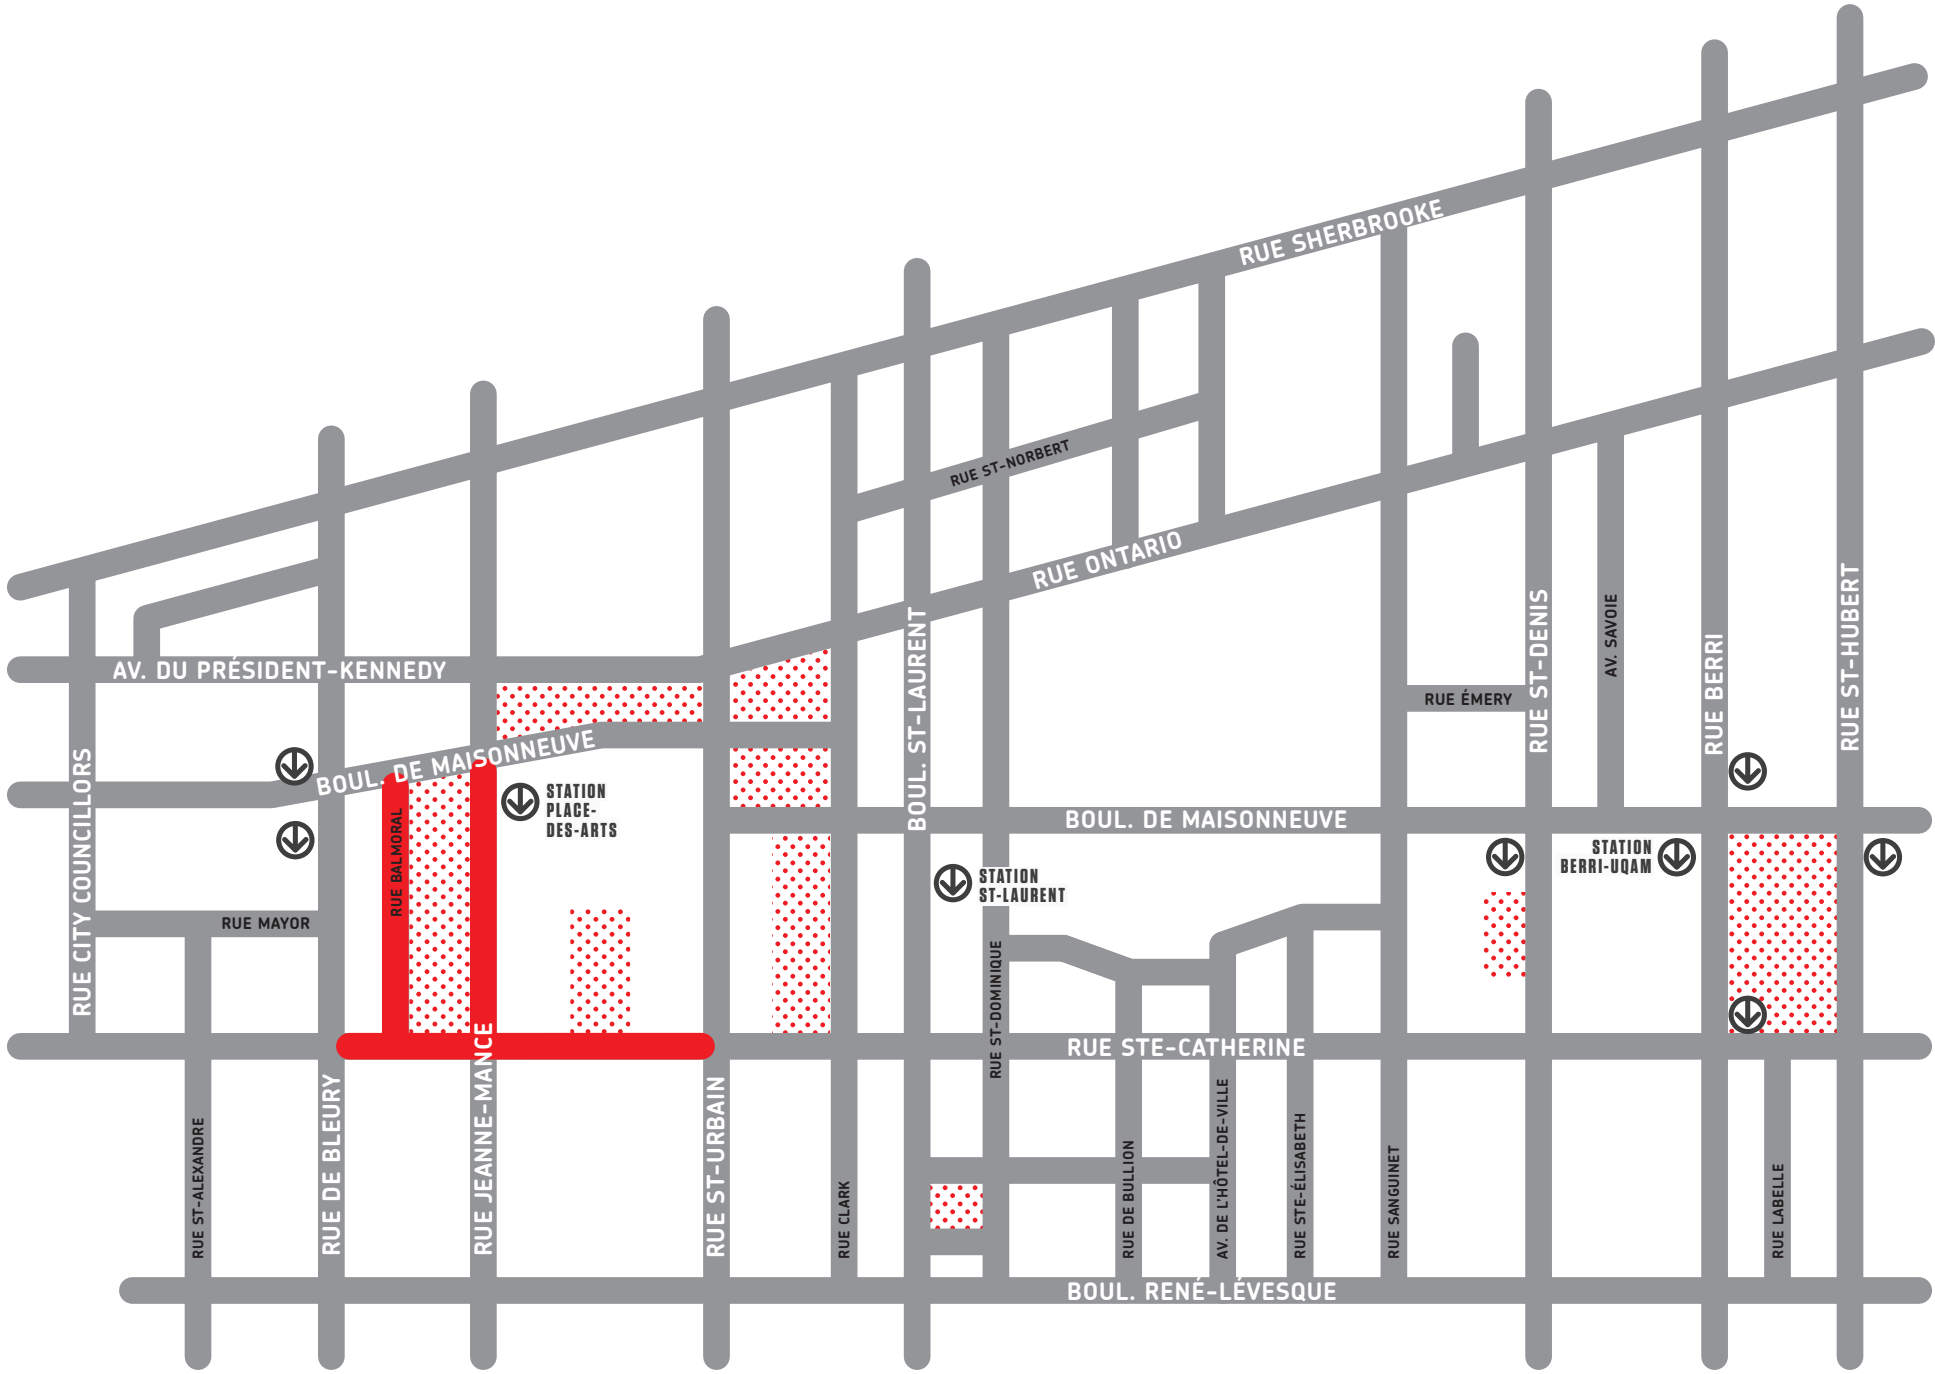 RUE SHERBROOKE
RUE ST-NORBERT
RUE ONTARIO
AV. DU PRÉSIDENT-KENNEDY
BOUL. DE MAISONNEUVE
STATION
PLACE-
DES-ARTS
RUE BALMORAL
RUE CITY COUNCILLORS
RUE MAYOR
BOUL. ST-LAURENT
RUE ST-DENIS
AV. SAVOIE
RUE BERRI
RUE ST-HUBERT
RUE ÉMERY
BOUL. DE MAISONNEUVE
STATION
ST-LAURENT
STATION
BERRI-UQAM
RUE ST-DOMINIQUE
RUE STE-CATHERINE
RUE ST-ALEXANDRE
RUE DE BLEURY
RUE JEANNE-MANCE
RUE ST-URBAIN
RUE CLARK
RUE DE BULLION
AV. DE L'HÔTEL-DE-VILLE
RUE STE-ÉLISABETH
RUE SANGUINET
RUE LABELLE
BOUL. RENÉ-LÉVESQUE